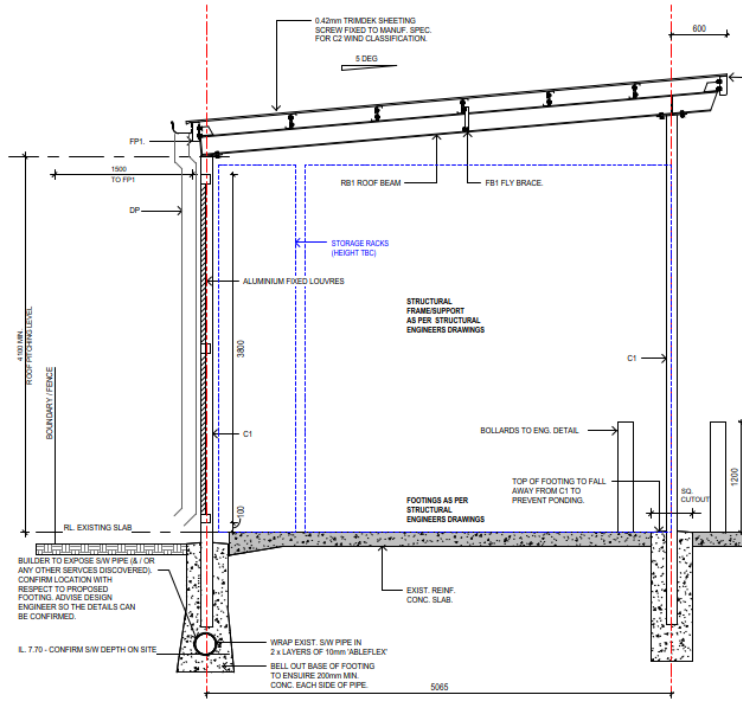 0.42mm TRIMDEK SHEETING
SCREW FIXED TO MANUF. SPEC.
FOR C2 WIND CLASSIFICATION.
600
5 DEG
FP1.
1500
TO FP1
RB1 ROOF BEAM
FB1 FLY BRACE.
DP
STORAGE RACKS
(HEIGHT TBC)
ALUMINIUM FIXED LOUVRES
STRUCTURAL
FRAME/SUPPORT
AS PER STRUCTURAL
ENGINEERS DRAWINGS
4100 MIN.
ROOF PITCHING LEVEL
3800
C1
BOUNDARY / FENCE
C1
BOLLARDS TO ENG. DETAIL
1200
TOP OF FOOTING TO FALL
AWAY FROM C1 TO
PREVENT PONDING.
SQ.
CUTOUT
100
FOOTINGS AS PER
STRUCTURAL
ENGINEERS DRAWINGS
RL. EXISTING SLAB
BUILDER TO EXPOSE S/W PIPE (& / OR
ANY OTHER SERVCES DISCOVERED).
CONFIRM LOCATION WITH
RESPECT TO PROPOSED
FOOTING. ADVISE DESIGN
ENGINEER SO THE DETAILS CAN
BE CONFIRMED.
EXIST. REINF.
CONC. SLAB.
IL. 7.70 - CONFIRM S/W DEPTH ON SITE
WRAP EXIST. S/W PIPE IN
2 x LAYERS OF 10mm 'ABLEFLEX'
BELL OUT BASE OF FOOTING
TO ENSUIRE 200mm MIN.
CONC. EACH SIDE OF PIPE.
5065